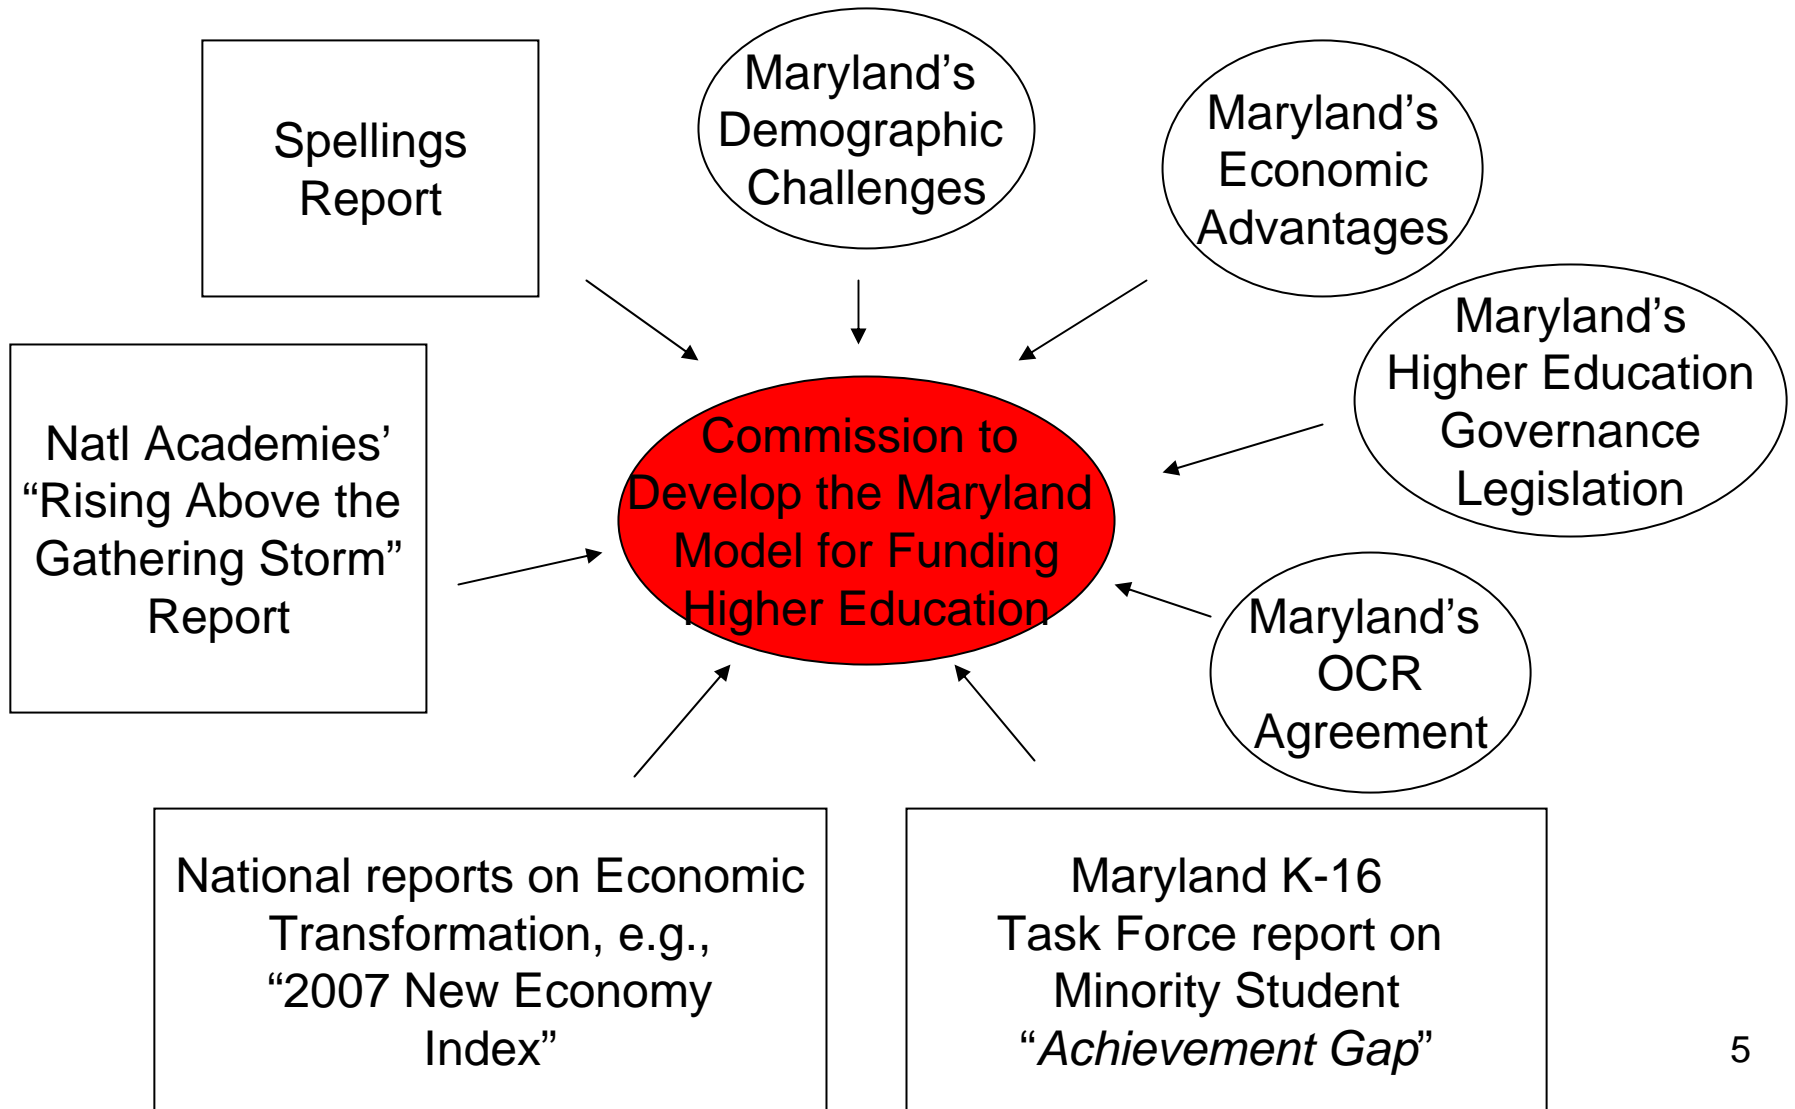 Spellings
Report
Maryland’s
Demographic
Challenges
Maryland’s
Economic
Advantages
Maryland’s
Higher Education
Governance
Legislation
Natl Academies’
“Rising Above the
Gathering Storm”
Report
Commission to
Develop the Maryland
Model for Funding
Higher Education
Maryland’s
OCR
Agreement
National reports on Economic
Transformation, e.g.,
“2007 New Economy
Index”
Maryland K-16
Task Force report on
Minority Student
“Achievement Gap”
5